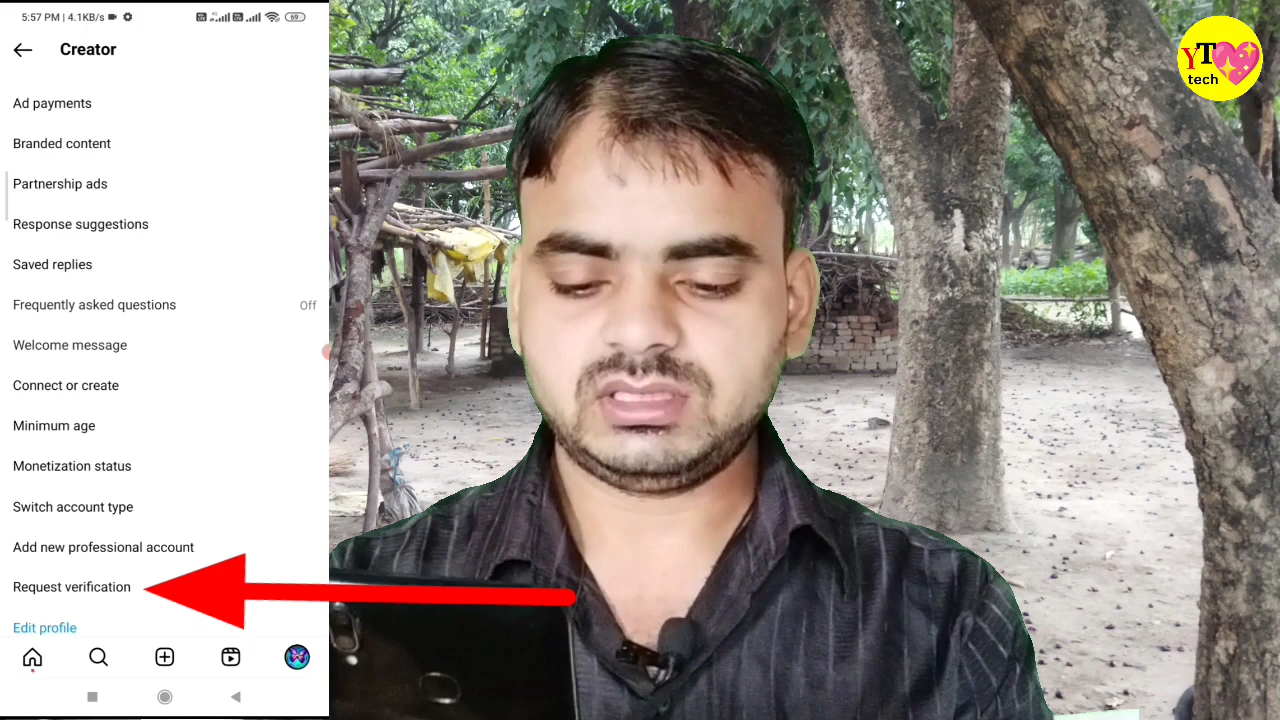 5:57 PM | 4.1KB/s
69
Creator
Ad payments
Branded content
Partnership ads
Response suggestions
Saved replies
Frequently asked questions Off
Welcome message
Connect or create
Minimum age
Monetization status
Switch account type
Add new professional account
Request verification
Edit profile
YT
tech